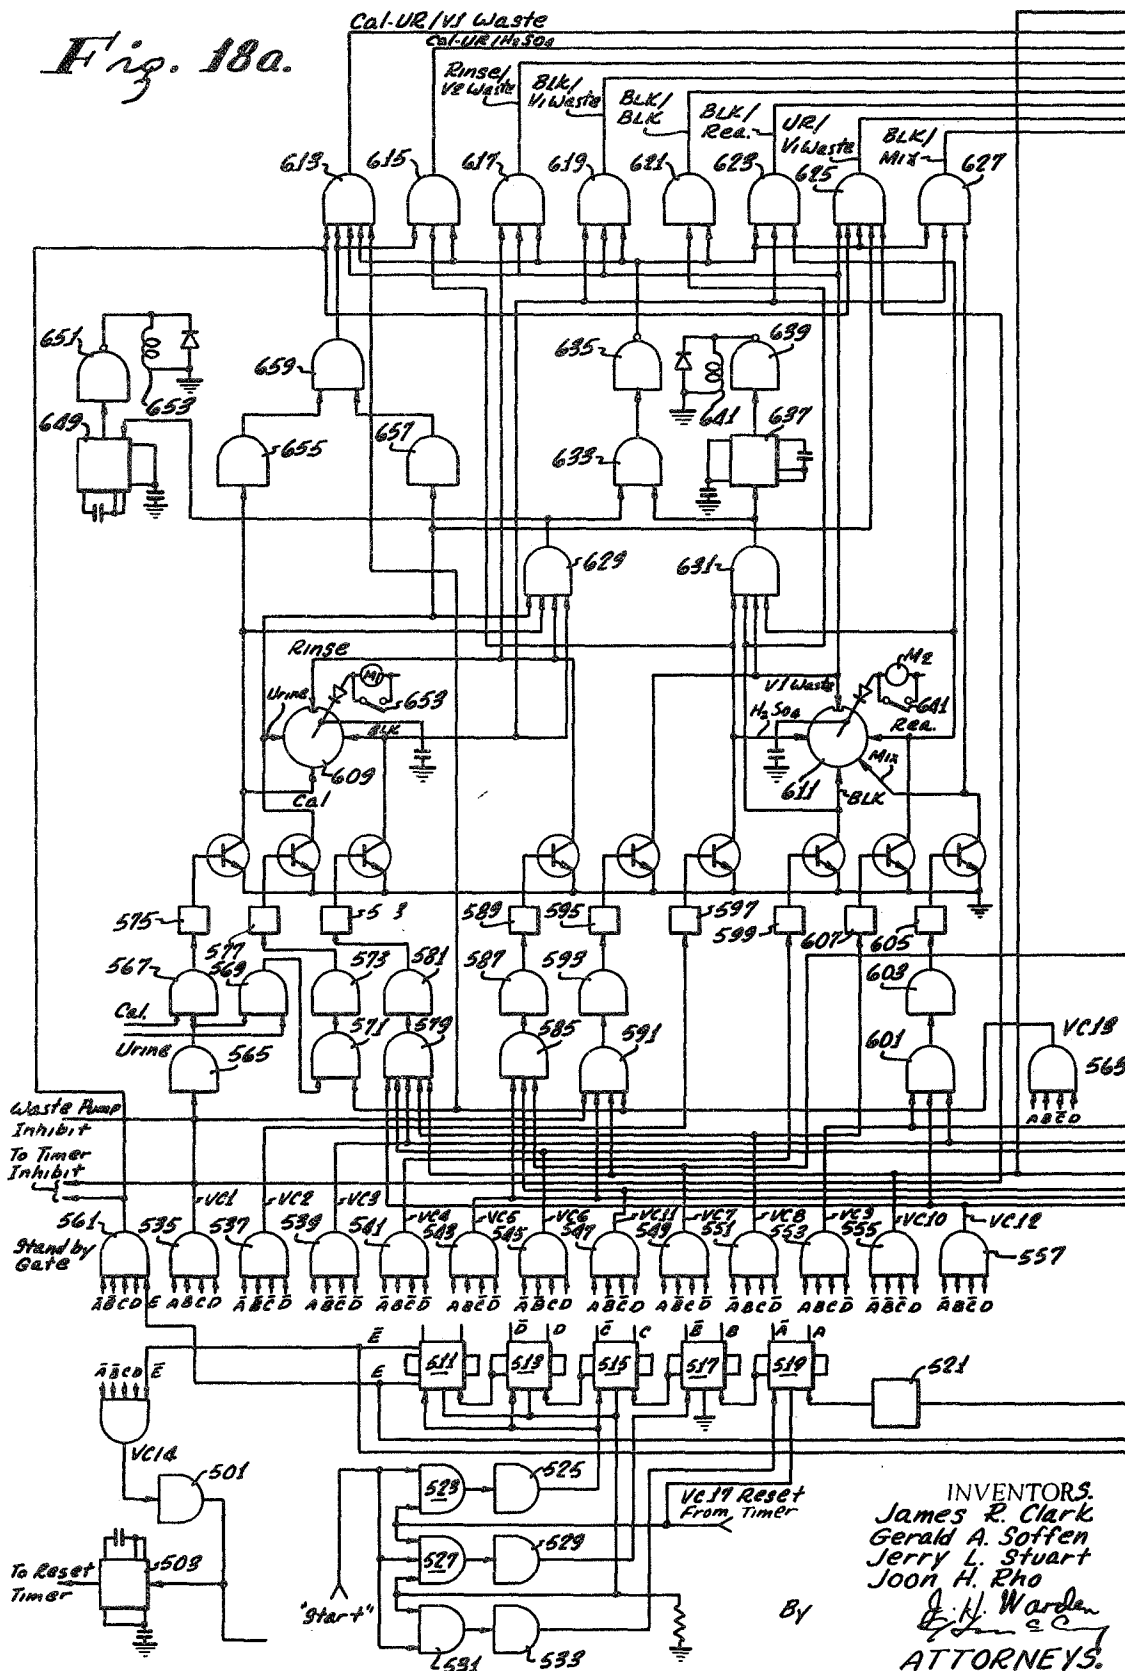 Fig. 18a.
Cal-UR/V1 Waste
Cal-UR/H2SO4
Rinse/
V2 Waste
BLK/
V1 Waste
BLK/
BLK
BLK/
Rea.
UR/
V1 Waste
BLK/
Mix
613
615
617
619
621
623
625
627
651
653
649
659
655
657
635
639
641
633
637
629
631
Rinse
M1
Urine
653
BLK
609
Cal
V1 Waste
M2
H2SO4
641
Rea.
Mix
611
BLK
575
577
589
595
597
599
607
605
567
569
573
581
587
593
603
Cal.
Urine
565
571
579
585
591
601
VC13
563
A B C̄ D
Waste Pump
Inhibit
To Timer
Inhibit
VC1
VC2
VC3
VC4
VC5
VC6
VC11
VC7
VC8
VC9
VC10
VC12
561
535
537
539
541
543
545
547
549
551
553
555
557
Stand by
Gate
E
Ē
D̄
D
C̄
C
B̄
B
Ā
A
E
511
513
515
517
519
521
Ā B̄ C D Ē
VC14
501
523
525
VC17 Reset
From Timer
527
529
503
To Reset
Timer
"Start"
531
533
INVENTORS.
James R. Clark
Gerald A. Soffen
Jerry L. Stuart
Joon H. Rho
By
J. H. Warden
ATTORNEYS.